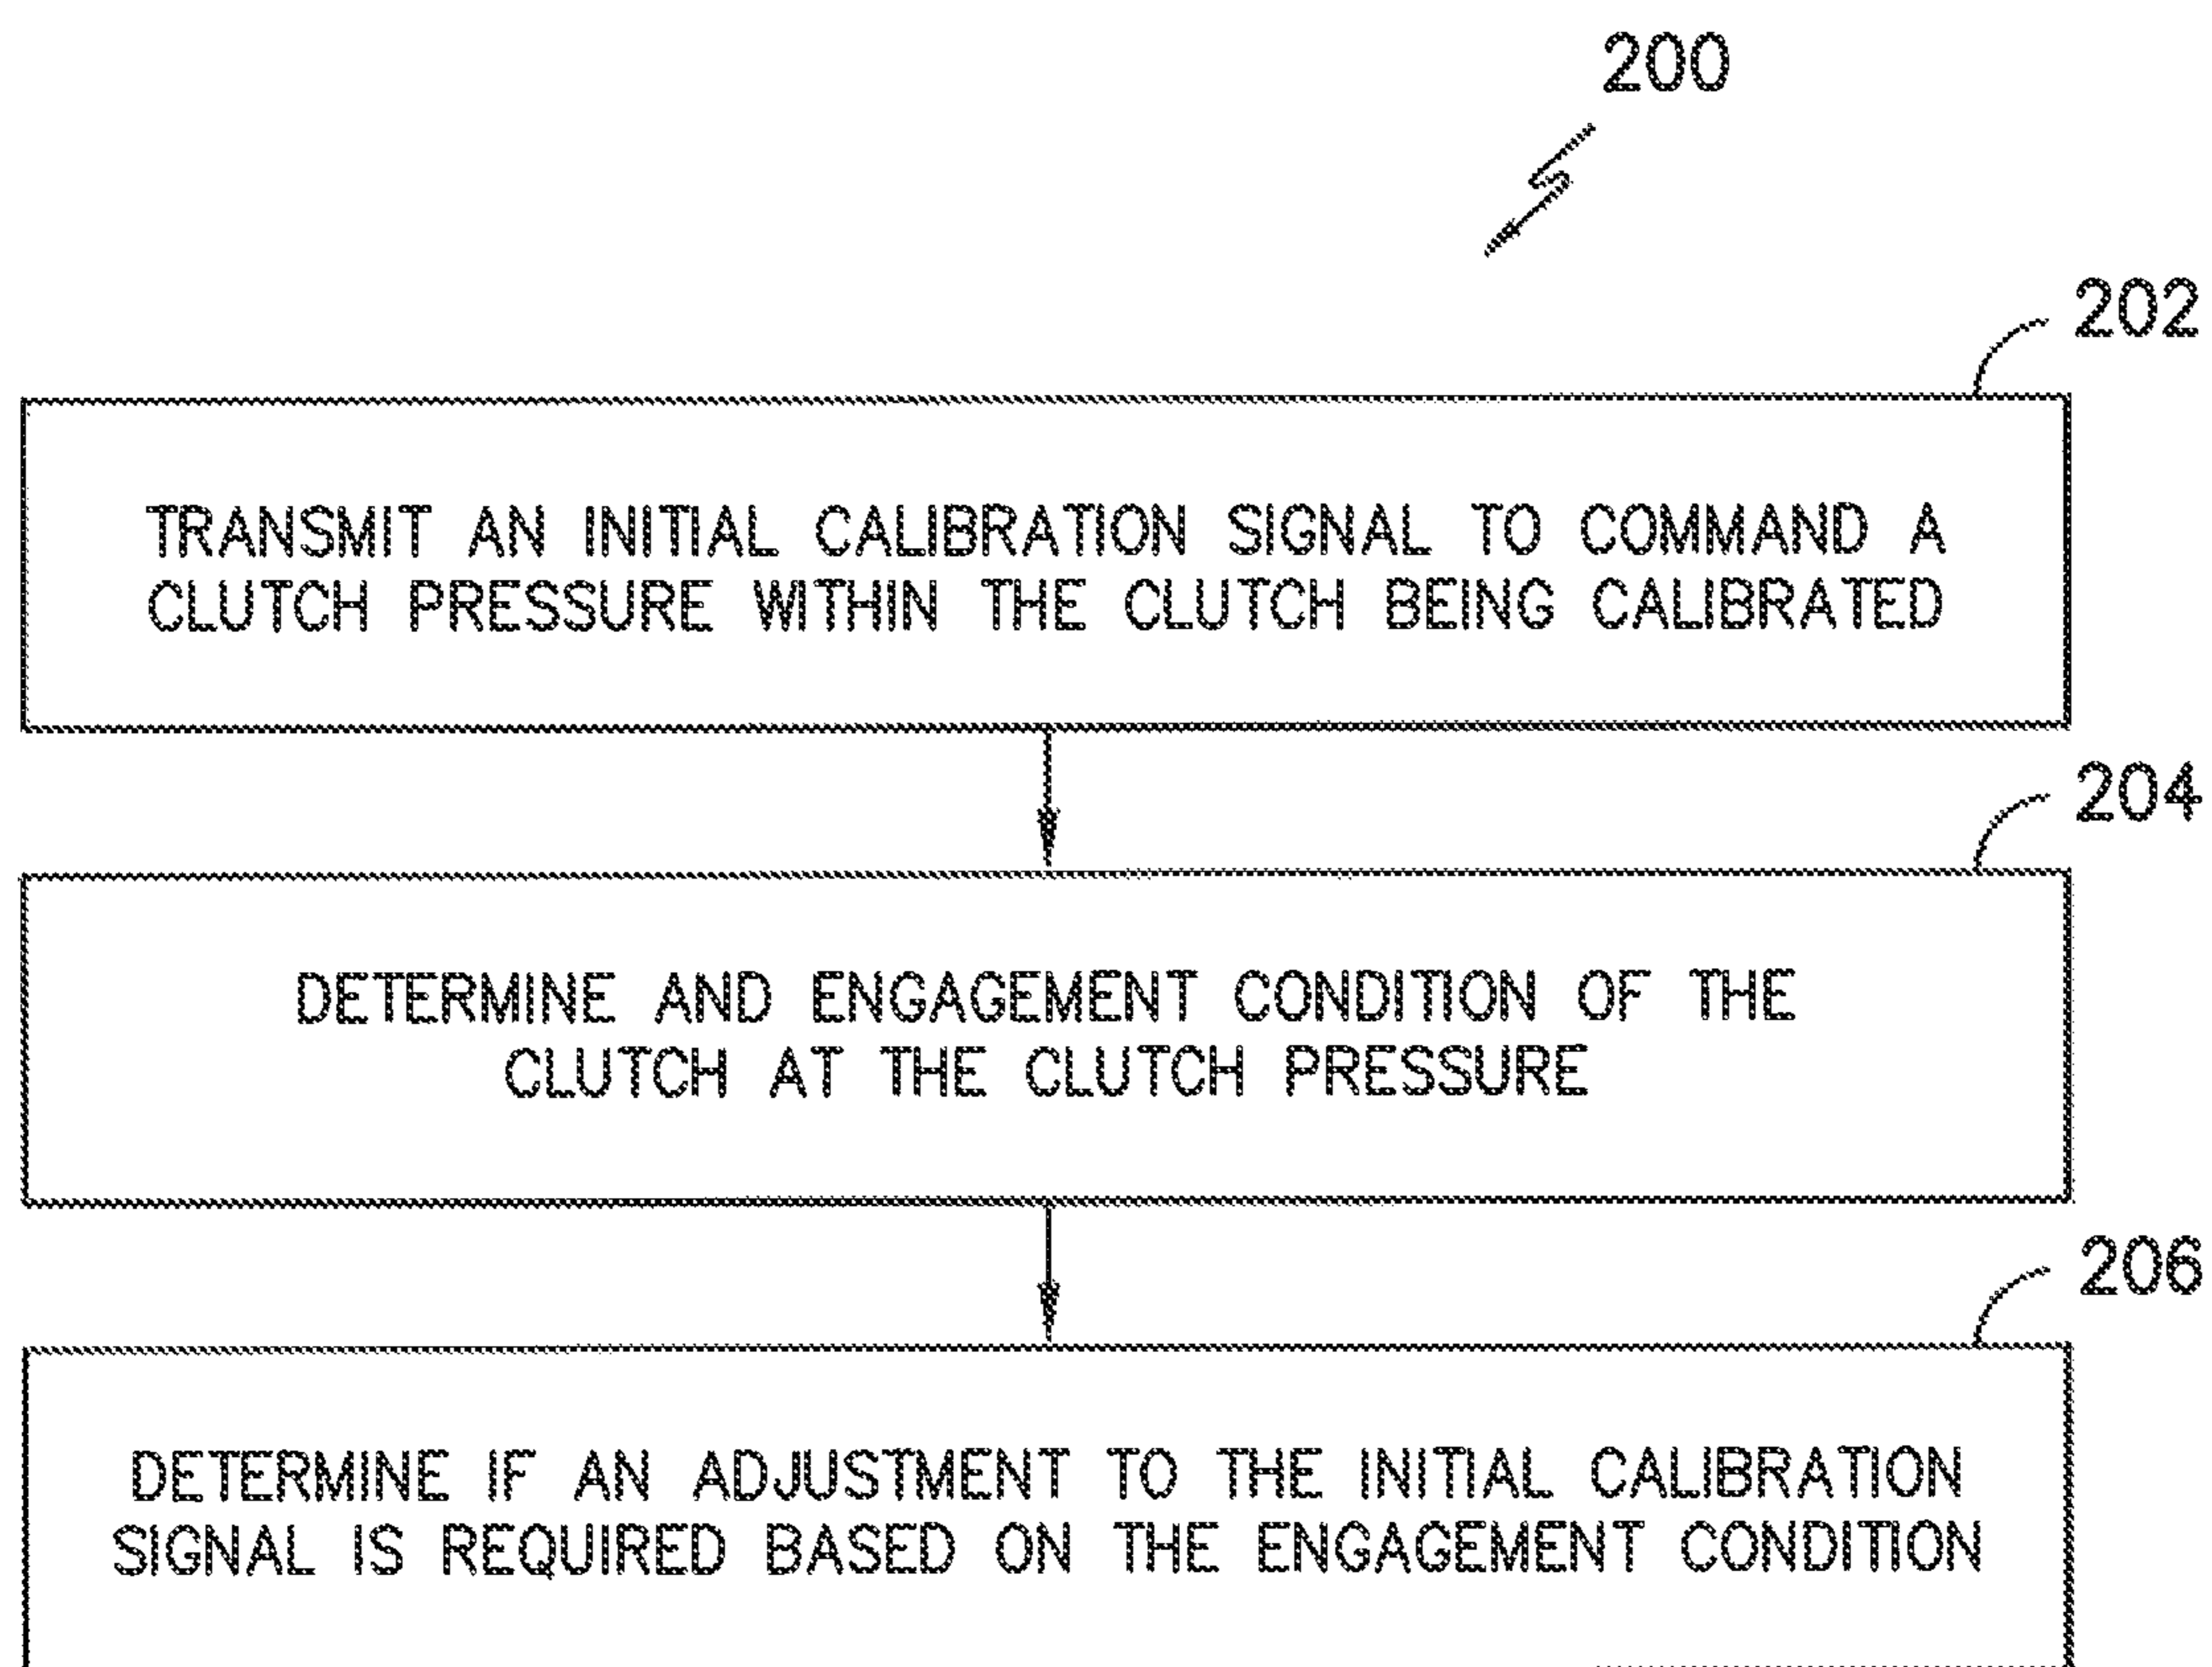 200
202
TRANSMIT AN INITIAL CALIBRATION SIGNAL TO COMMAND A
CLUTCH PRESSURE WITHIN THE CLUTCH BEING CALIBRATED
204
DETERMINE AND ENGAGEMENT CONDITION OF THE
CLUTCH AT THE CLUTCH PRESSURE
206
DETERMINE IF AN ADJUSTMENT TO THE INITIAL CALIBRATION
SIGNAL IS REQUIRED BASED ON THE ENGAGEMENT CONDITION